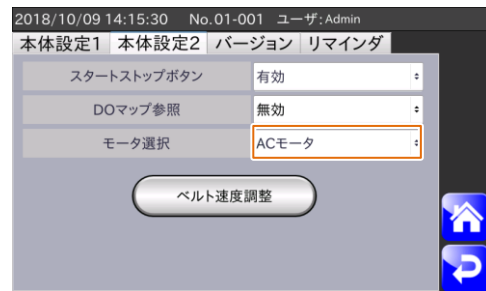 2018/10/09 14:15:30 No.01-001 ユーザ:Admin
本体設定1 本体設定2 バージョン リマインダ
スタートストップボタン 有効
DOマップ参照 無効
モータ選択 ACモータ
ベルト速度調整